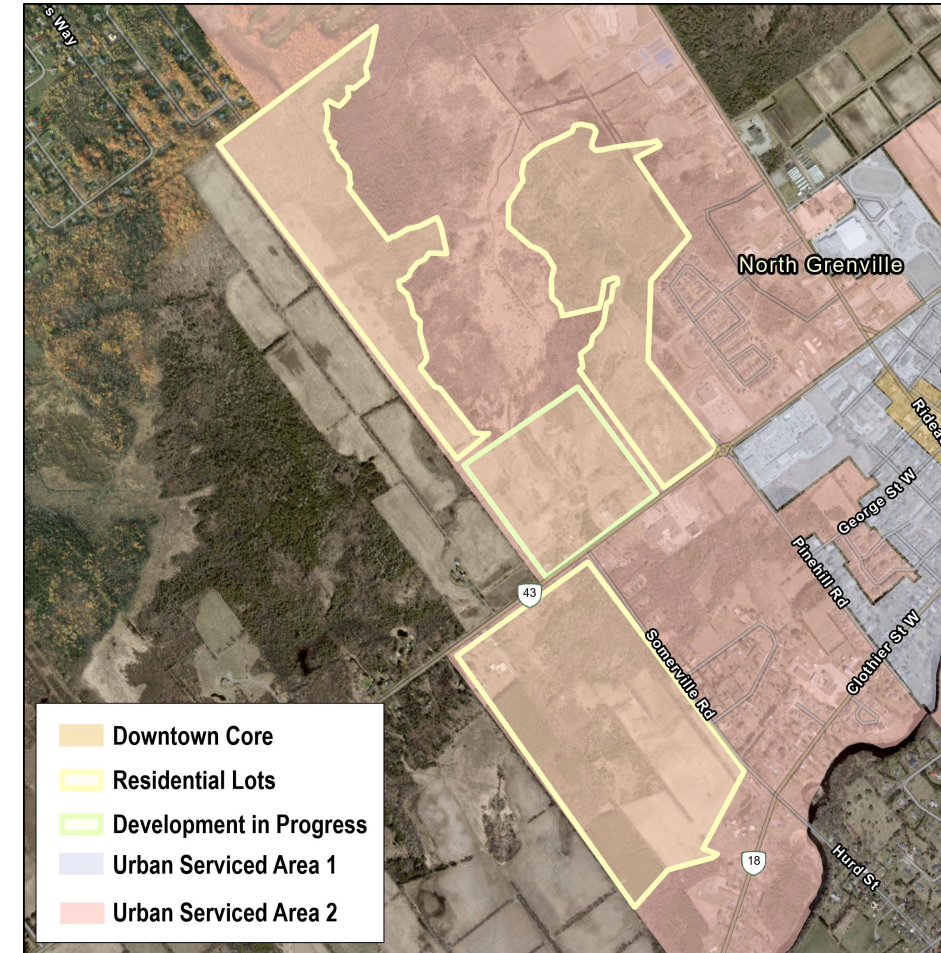 s Way
North Grenville
Ridea
George St W
Pinehill Rd
Clothier St W
43
Somerville Rd
18
Hurd St
Downtown Core
Residential Lots
Development in Progress
Urban Serviced Area 1
Urban Serviced Area 2